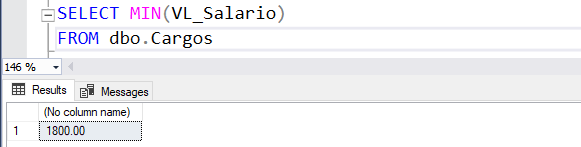 SELECT MIN(VL_Salario)
FROM dbo.Cargos
146 %
Results Messages
(No column name)
1 1800.00